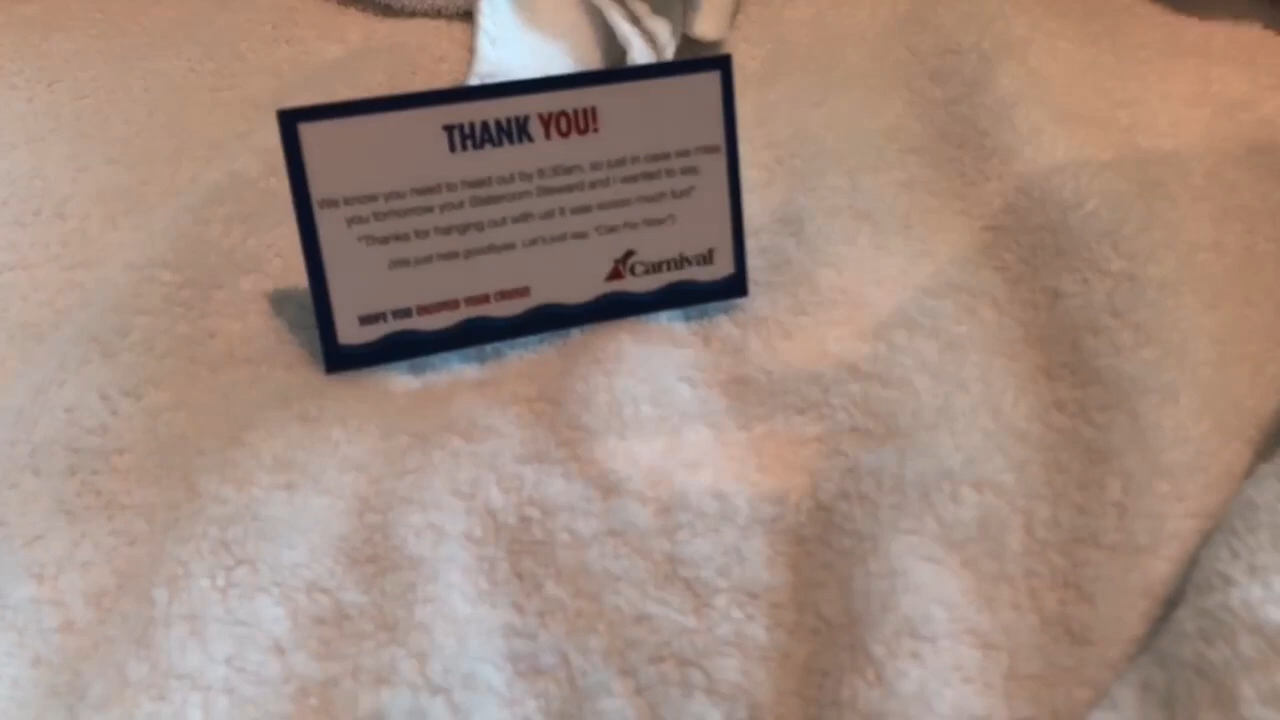 THANK YOU!
We know you need to head out by 8:30am, so just in case we miss
you tomorrow your Stateroom Steward and I wanted to say,
"Thanks for hanging out with us! It was soooo much fun!"
(We just hate goodbyes. Let's just say, "Ciao For Now")
Carnival
HOPE YOU ENJOYED YOUR CRUISE!